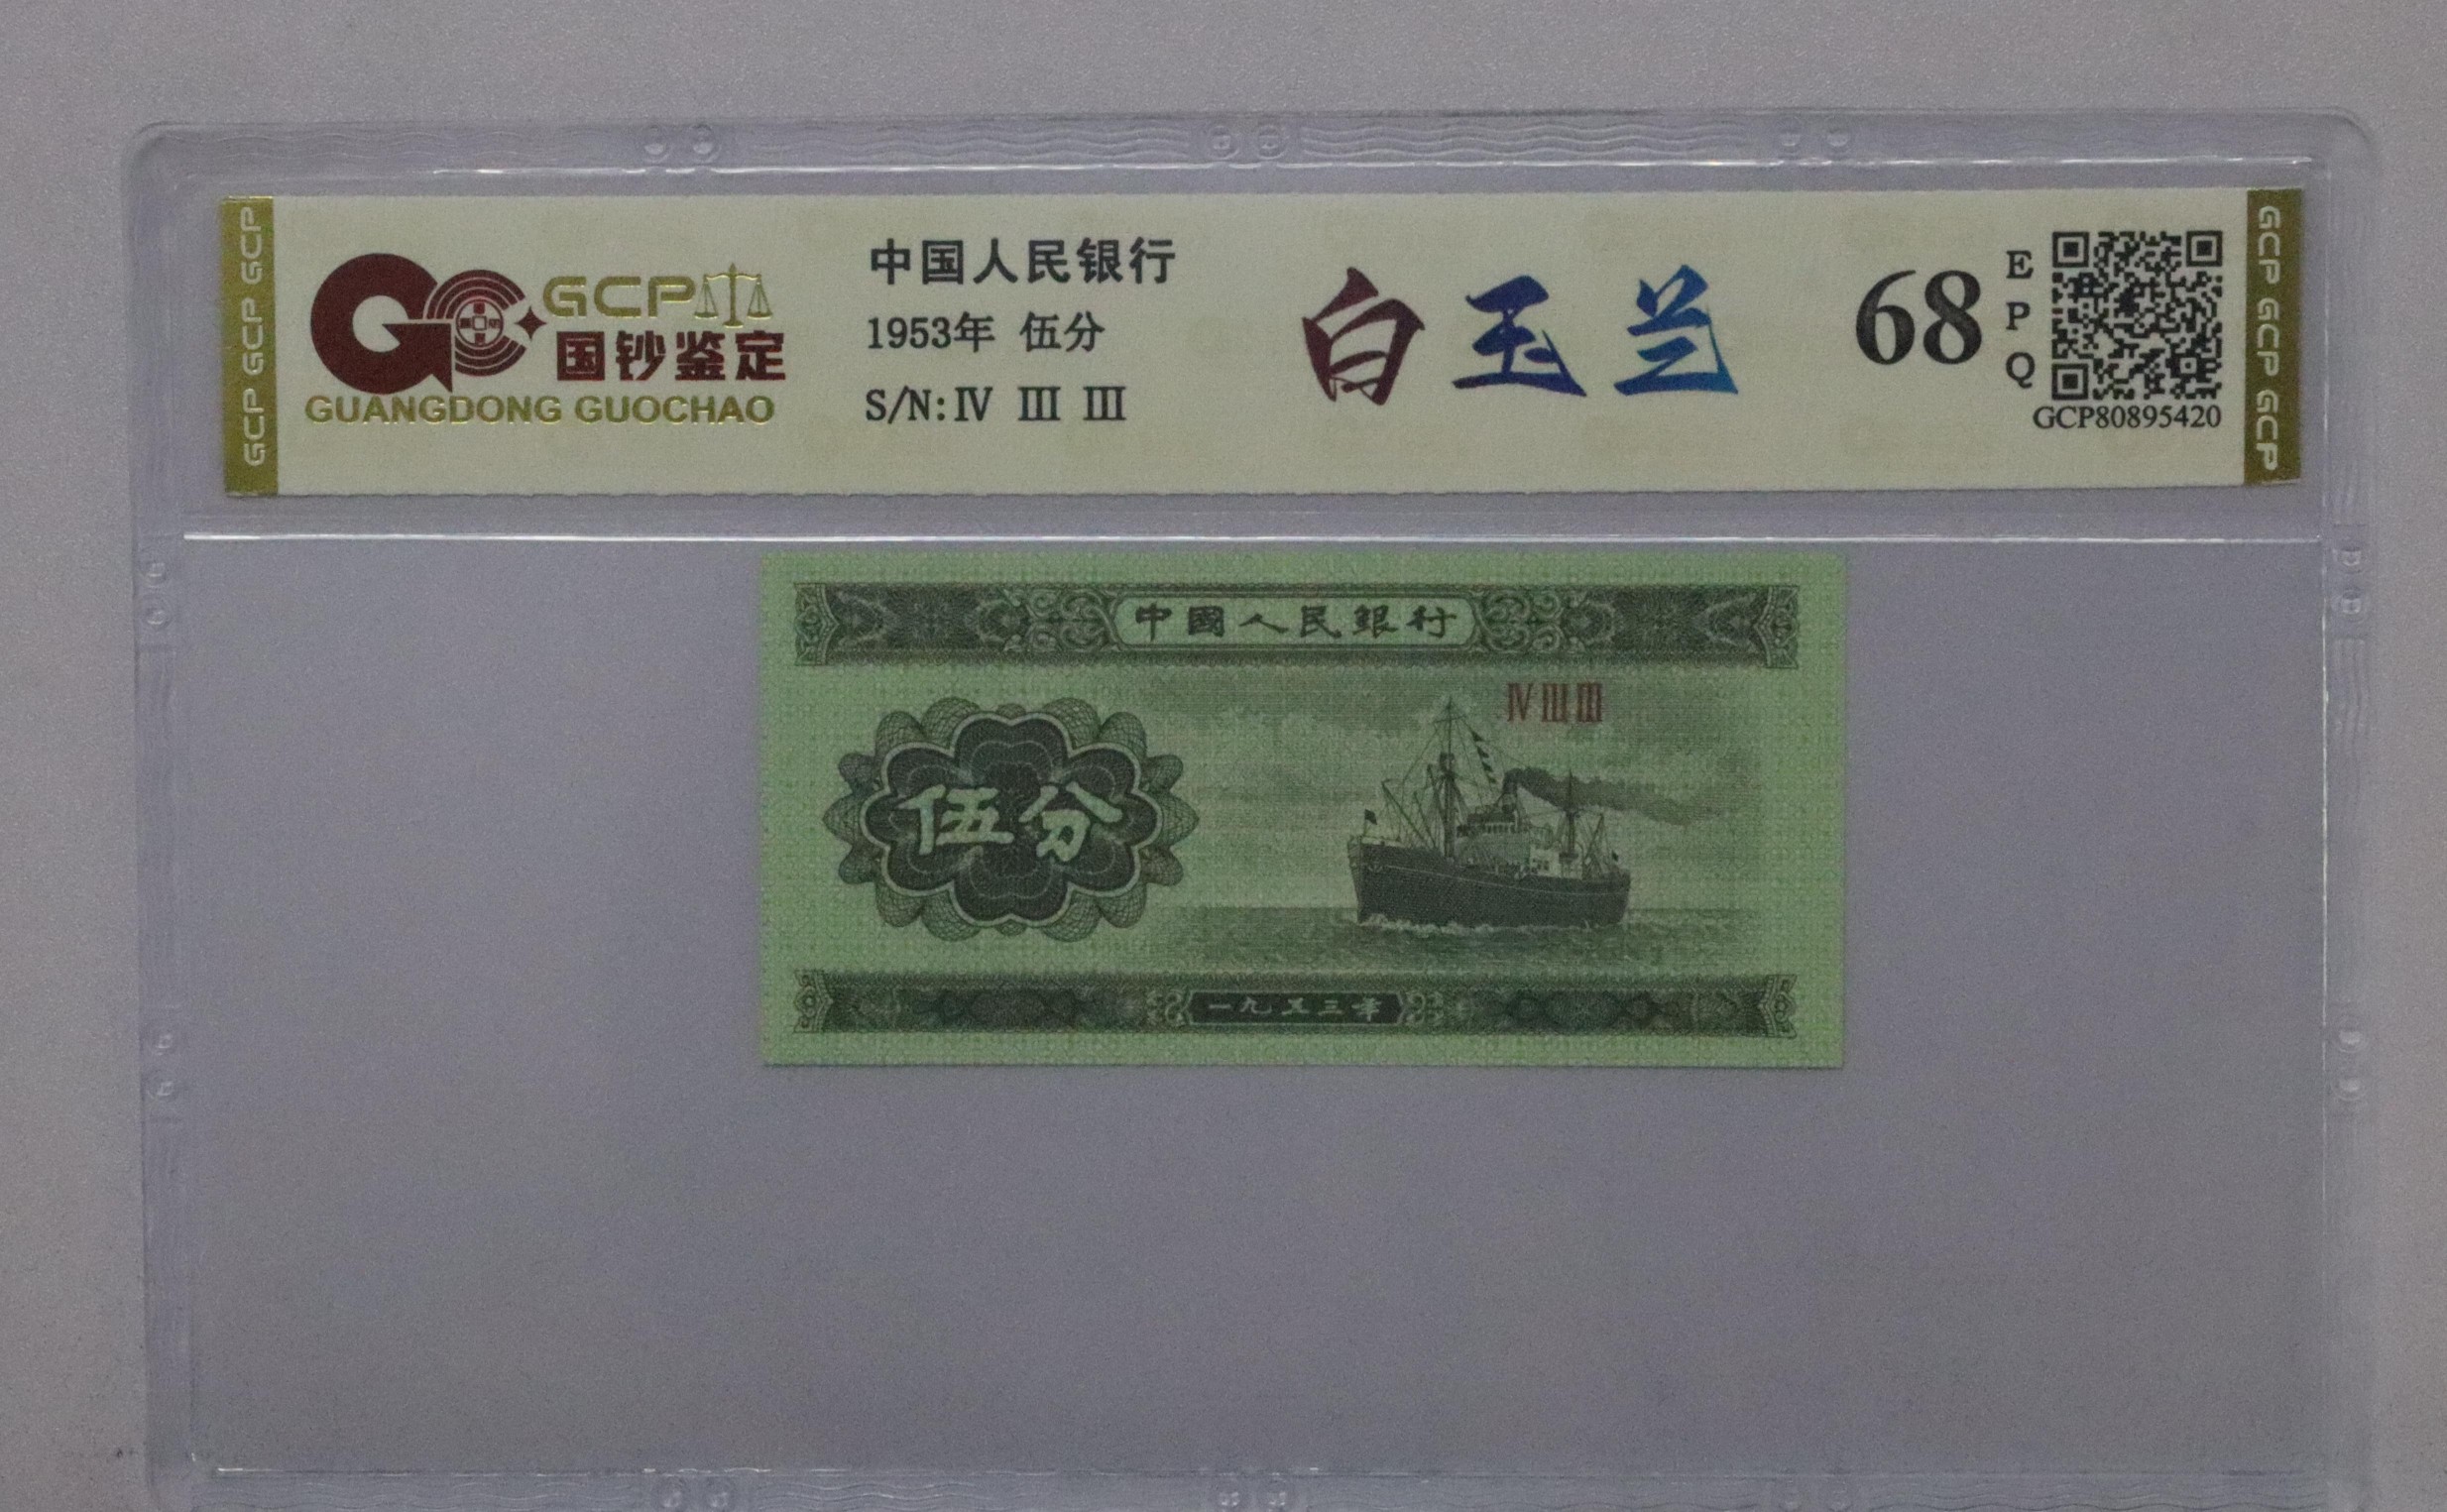 GCP GCP GCP
GCP
国钞鉴定
GUANGDONG GUOCHAO
中国人民银行
1953年 伍分
S/N: IV III III
白玉兰
68
EPQ
GCP80895420
GCP GCP GCP
中國人民銀行
IV III III
伍分
一九五三年